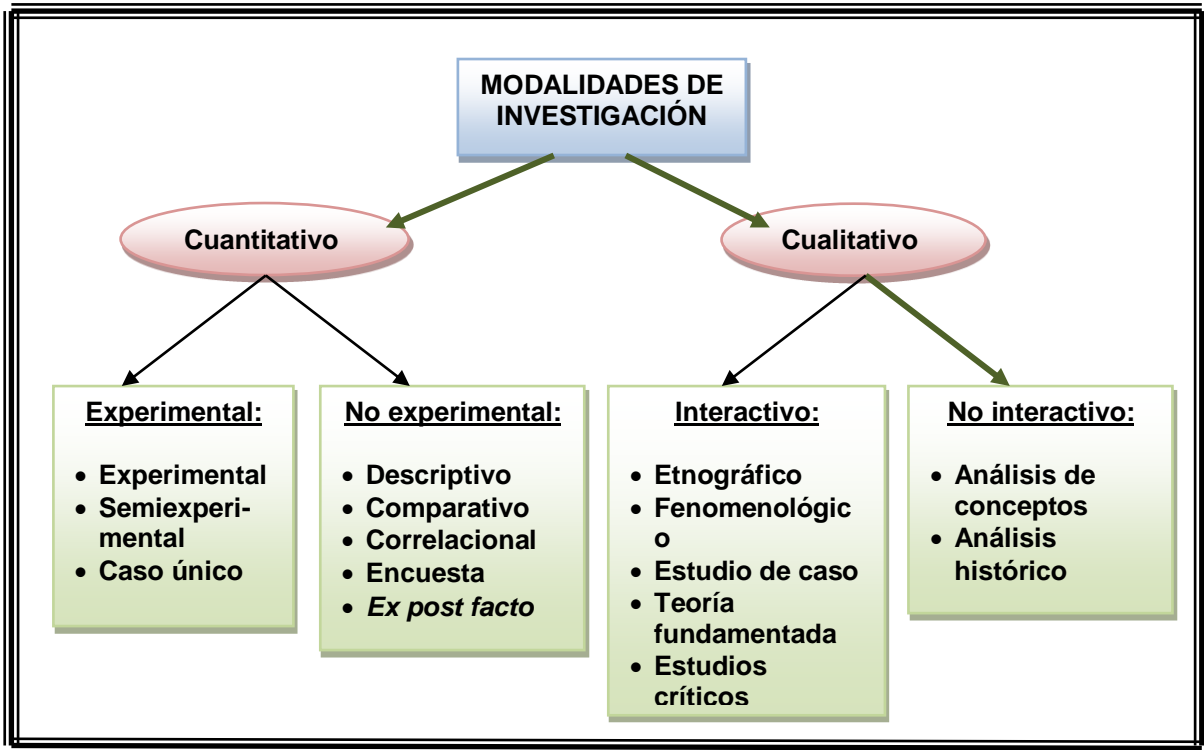 MODALIDADES DE
INVESTIGACIÓN
Cuantitativo
Cualitativo
Experimental:
• Experimental
• Semiexperi-
mental
• Caso único
No experimental:
• Descriptivo
• Comparativo
• Correlacional
• Encuesta
• Ex post facto
Interactivo:
• Etnográfico
• Fenomenológic
o
• Estudio de caso
• Teoría
fundamentada
• Estudios
críticos
No interactivo:
• Análisis de
conceptos
• Análisis
histórico